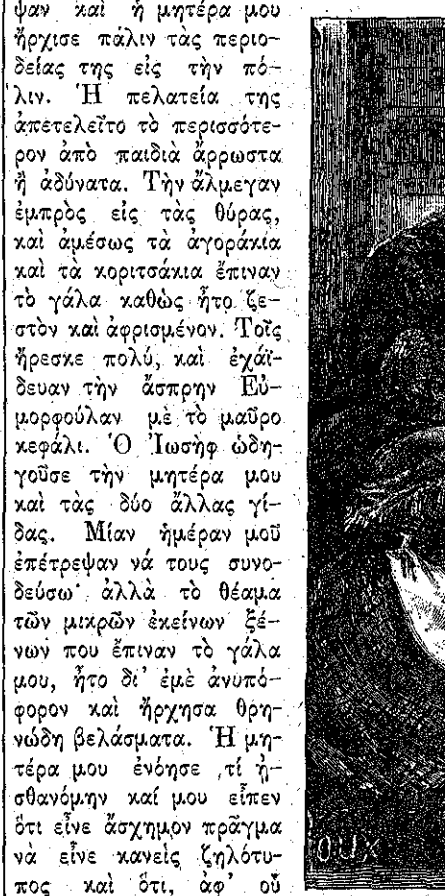 ψαν καὶ ἡ μητέρα μου
ἤρχισε πάλιν τὰς περιο-
δείας της εἰς τὴν πό-
λιν. Ἡ πελατεία της
ἀπετελεῖτο τὸ περισσότε-
ρον ἀπὸ παιδιὰ ἄρρωστα
ἢ ἀδύνατα. Τὴν ἄλμεγαν
ἐμπρὸς εἰς τὰς θύρας,
καὶ ἀμέσως τὰ ἀγοράκια
καὶ τὰ κοριτσάκια ἔπιναν
τὸ γάλα καθὼς ἦτο ζε-
στὸν καὶ ἀφρισμένον. Τοῖς
ἤρεσκε πολύ, καὶ ἐχάϊ-
δευαν τὴν ἄσπρην Εὐ-
μορφούλαν μὲ τὸ μαῦρο
κεφάλι. Ὁ Ἰωσὴφ ὡδη-
γοῦσε τὴν μητέρα μου
καὶ τὰς δύο ἄλλας γί-
δας. Μίαν ἡμέραν μοῦ
ἐπέτρεψαν νά τους συνο-
δεύσω· ἀλλὰ τὸ θέαμα
τῶν μικρῶν ἐκείνων ξέ-
νων που ἔπιναν τὸ γάλα
μου, ἦτο δι' ἐμὲ ἀνυπό-
φορον καὶ ἤρχησα θρη-
νώδη βελάσματα. Ἡ μη-
τέρα μου ἐνόησε τί ᾐ-
σθανόμην καί μου εἶπεν
ὅτι εἶνε ἄσχημον πρᾶγμα
νὰ εἶνε κανεὶς ζηλότυ-
πος καὶ ὅτι, ἀφ' οὗ
OUX